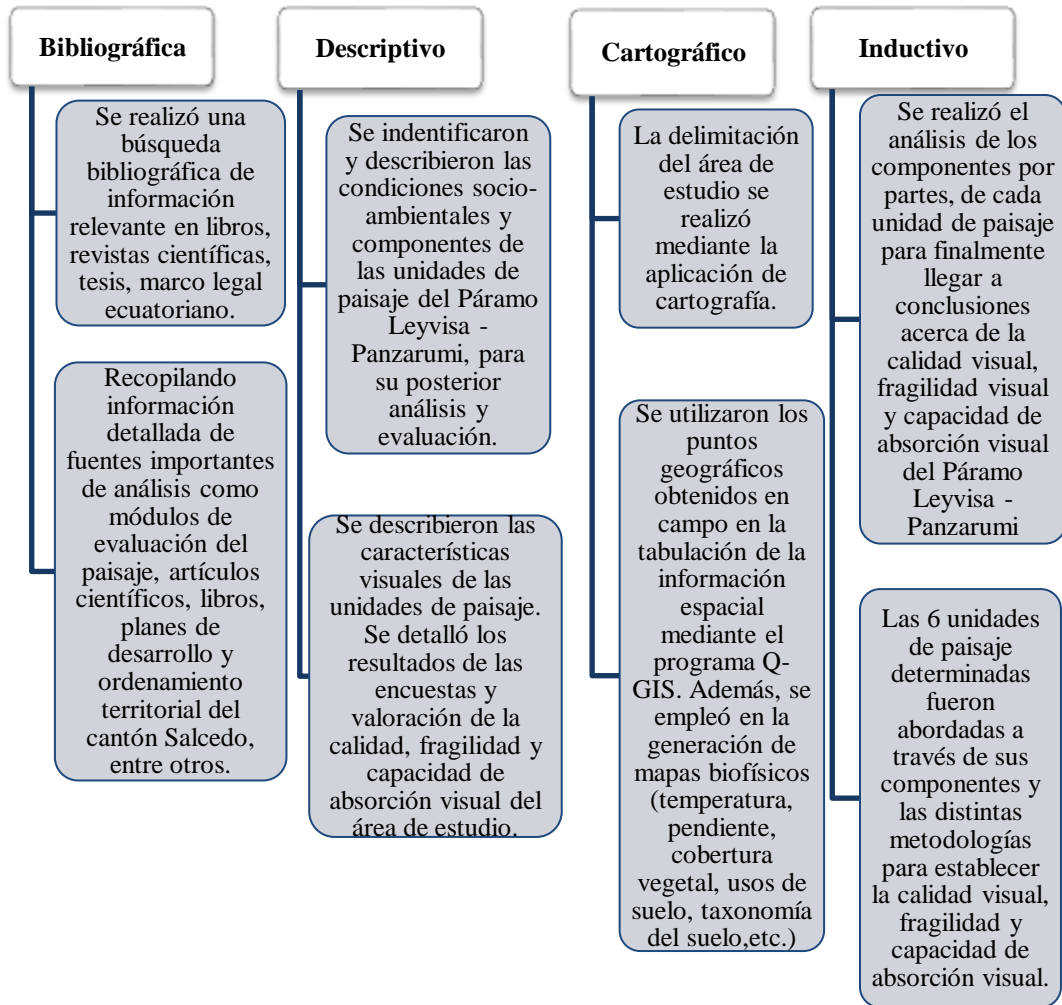 Bibliográfica
Se realizó una
búsqueda
bibliográfica de
información
relevante en libros,
revistas científicas,
tesis, marco legal
ecuatoriano.
Recopilando
información
detallada de
fuentes importantes
de análisis como
módulos de
evaluación del
paisaje, artículos
científicos, libros,
planes de
desarrollo y
ordenamiento
territorial del
cantón Salcedo,
entre otros.
Descriptivo
Se indentificaron
y describieron las
condiciones socio-
ambientales y
componentes de
las unidades de
paisaje del Páramo
Leyvisa -
Panzarumi, para
su posterior
análisis y
evaluación.
Se describieron las
características
visuales de las
unidades de paisaje.
Se detalló los
resultados de las
encuestas y
valoración de la
calidad, fragilidad y
capacidad de
absorción visual del
área de estudio.
Cartográfico
La delimitación
del área de
estudio se
realizó
mediante la
aplicación de
cartografía.
Se utilizaron los
puntos
geográficos
obtenidos en
campo en la
tabulación de la
información
espacial
mediante el
programa Q-
GIS. Además, se
empleó en la
generación de
mapas biofísicos
(temperatura,
pendiente,
cobertura
vegetal, usos de
suelo, taxonomía
del suelo,etc.)
Inductivo
Se realizó el
análisis de los
componentes por
partes, de cada
unidad de paisaje
para finalmente
llegar a
conclusiones
acerca de la
calidad visual,
fragilidad visual
y capacidad de
absorción visual
del Páramo
Leyvisa -
Panzarumi
Las 6 unidades
de paisaje
determinadas
fueron
abordadas a
través de sus
componentes y
las distintas
metodologías
para establecer
la calidad visual,
fragilidad y
capacidad de
absorción visual.